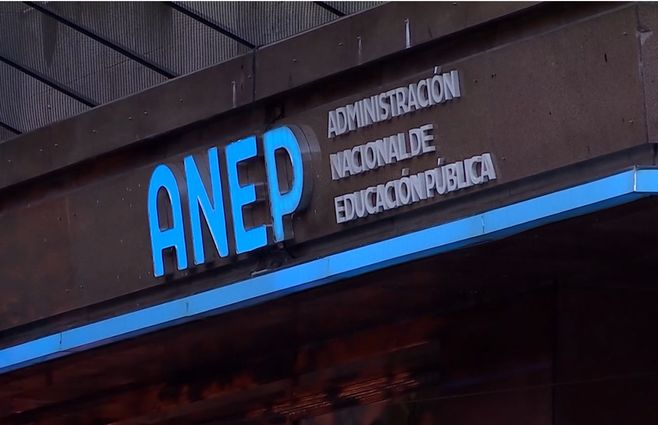 ANEP
ADMINISTRACIÓN
NACIONAL DE
EDUCACIÓN PÚBLICA